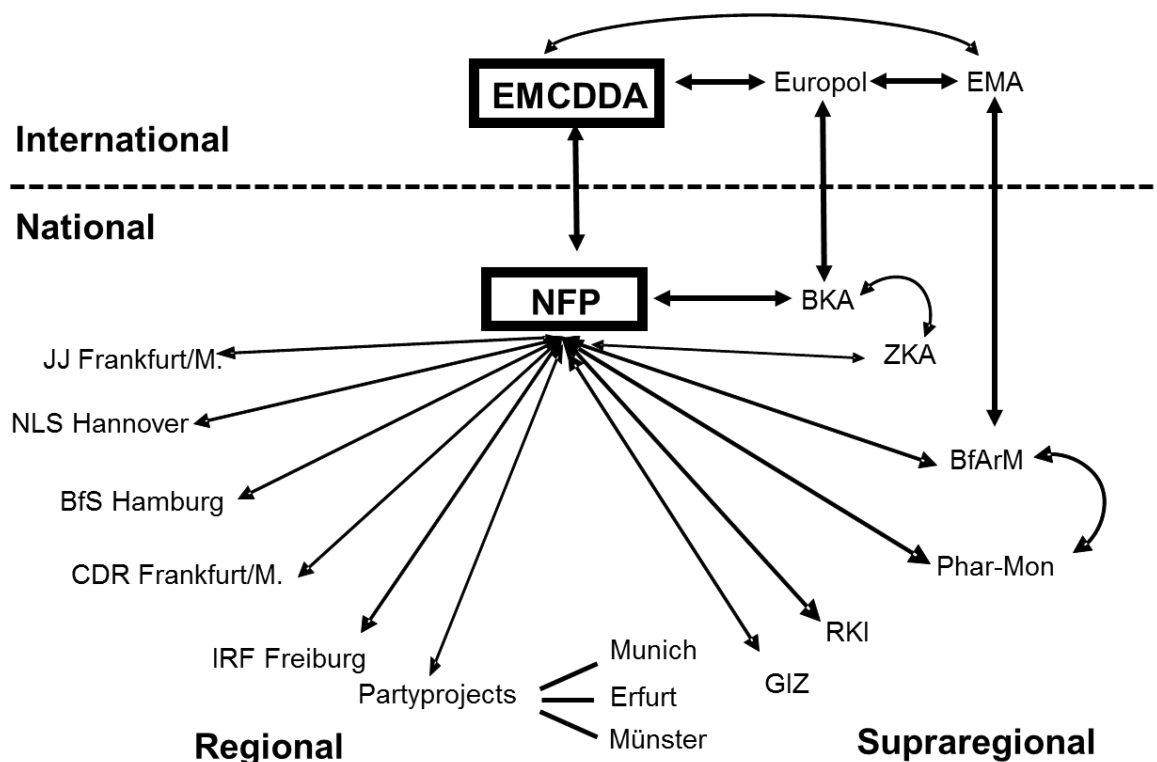 EMCDDA
Europol
EMA
International
National
NFP
BKA
ZKA
JJ Frankfurt/M.
NLS Hannover
BfArM
BfS Hamburg
CDR Frankfurt/M.
Phar-Mon
RKI
IRF Freiburg
Munich
GIZ
Partyprojects
Erfurt
Münster
Regional
Supraregional